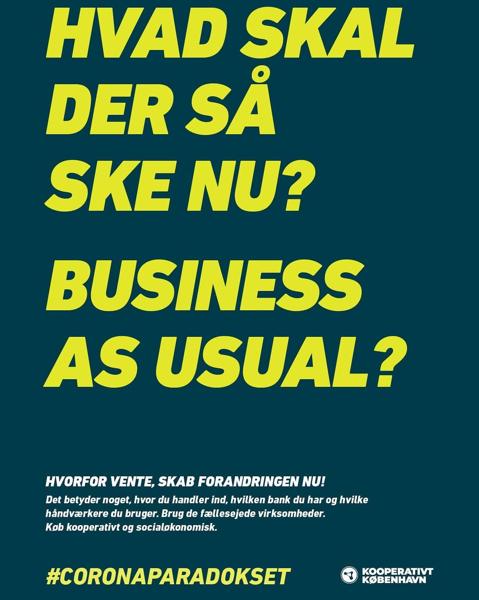 HVAD SKAL
DER SÅ
SKE NU?
BUSINESS
AS USUAL?
HVORFOR VENTE, SKAB FORANDRINGEN NU!
Det betyder noget, hvor du handler ind, hvilken bank du har og hvilke
håndværkere du bruger. Brug de fællesejede virksomheder.
Køb kooperativt og socialøkonomisk.
#CORONAPARADOKSET
KOOPERATIVT
KØBENHAVN